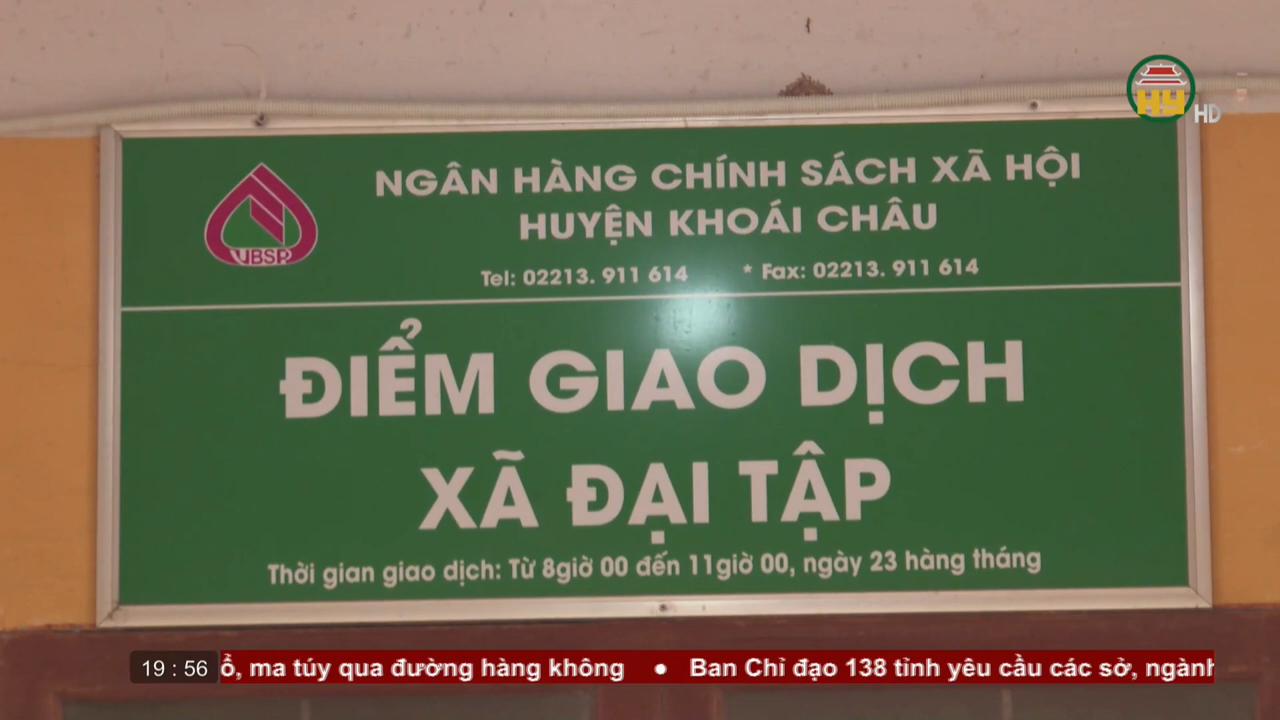 HY HD
NGÂN HÀNG CHÍNH SÁCH XÃ HỘI
HUYỆN KHOÁI CHÂU
VBSP
Tel: 02213. 911 614 * Fax: 02213. 911 614
ĐIỂM GIAO DỊCH
XÃ ĐẠI TẬP
Thời gian giao dịch: Từ 8giờ 00 đến 11giờ 00, ngày 23 hàng tháng
19 : 56 ổ, ma túy qua đường hàng không ● Ban Chỉ đạo 138 tỉnh yêu cầu các sở, ngành